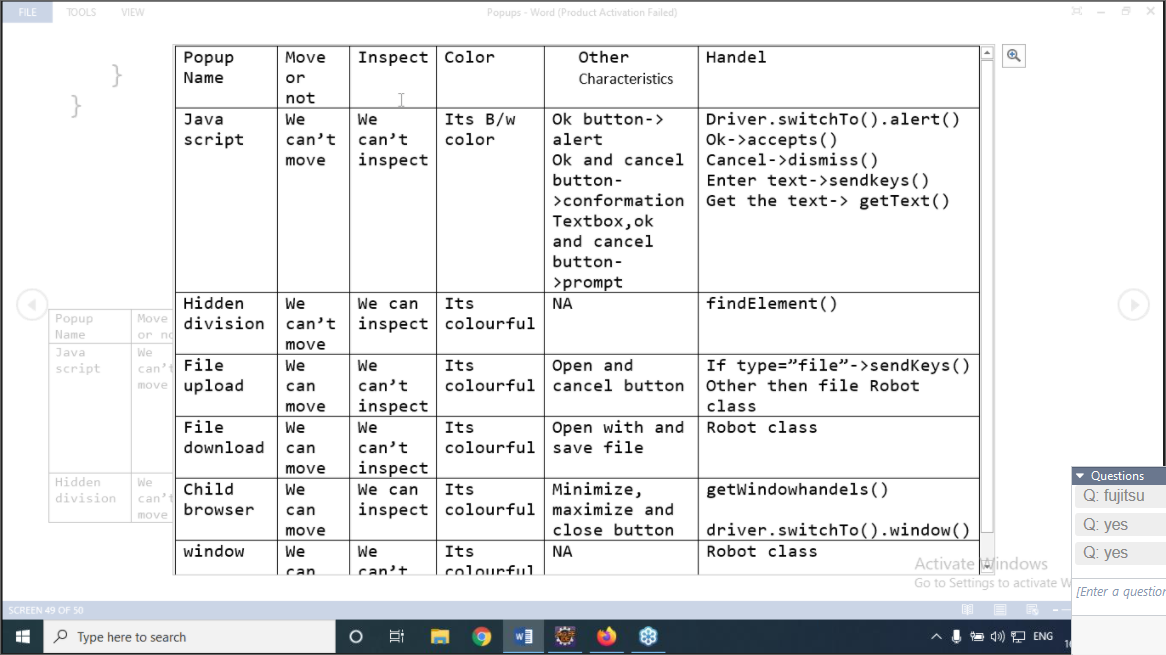 FILE TOOLS VIEW Popups - Word (Product Activation Failed)
}
}
Popup Name
Move or not
Inspect
Color
Other Characteristics
Handel
Java script
We can’t move
We can’t inspect
Its B/w color
Ok button->
alert
Ok and cancel
button-
>conformation
Textbox,ok
and cancel
button-
>prompt
Driver.switchTo().alert()
Ok->accepts()
Cancel->dismiss()
Enter text->sendkeys()
Get the text-> getText()
Hidden division
We can’t move
We can inspect
Its colourful
NA
findElement()
File upload
We can move
We can’t inspect
Its colourful
Open and
cancel button
If type=”file”->sendKeys()
Other then file Robot
class
File download
We can move
We can’t inspect
Its colourful
Open with and
save file
Robot class
Child browser
We can move
We can inspect
Its colourful
Minimize,
maximize and
close button
getWindowhandels()
driver.switchTo().window()
window
We can
We can’t
Its colourful
NA
Robot class
Popup Name
Move or no
Java script
We can’t move
Hidden division
We can’t move
Questions
Q: fujitsu
Q: yes
Q: yes
[Enter a question
Activate Windows
Go to Settings to activate W
SCREEN 49 OF 50
Type here to search
ENG